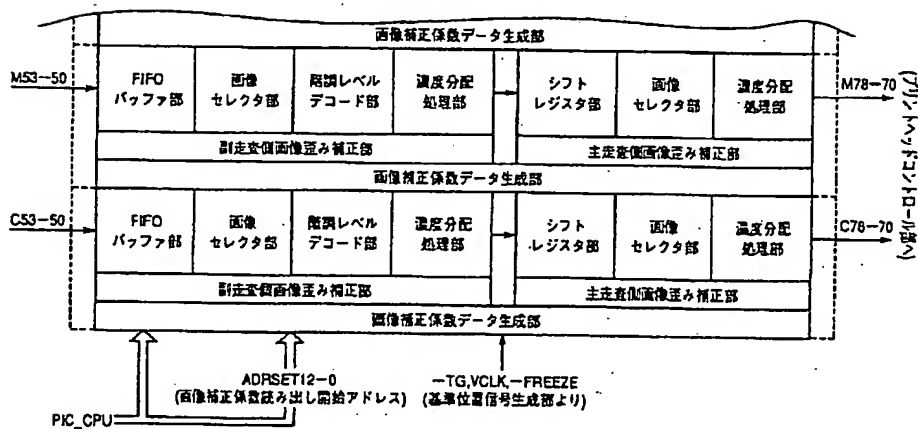 画像補正係数データ生成部
M53-50
FIFO
バッファ部
画像
セレクタ部
階調レベル
デコード部
濃度分配
処理部
シフト
レジスタ部
画像
セレクタ部
濃度分配
処理部
M78-70
副走査側画像歪み補正部
主走査側画像歪み補正部
画像補正係数データ生成部
C53-50
FIFO
バッファ部
画像
セレクタ部
階調レベル
デコード部
濃度分配
処理部
シフト
レジスタ部
画像
セレクタ部
濃度分配
処理部
C78-70
(プリントヘッドコントロール部へ)
副走査側画像歪み補正部
主走査側画像歪み補正部
画像補正係数データ生成部
ADRSET12-0
(画像補正係数読み出し開始アドレス)
-TG,VCLK,-FREEZE
(基準位置信号生成部より)
PIC_CPU